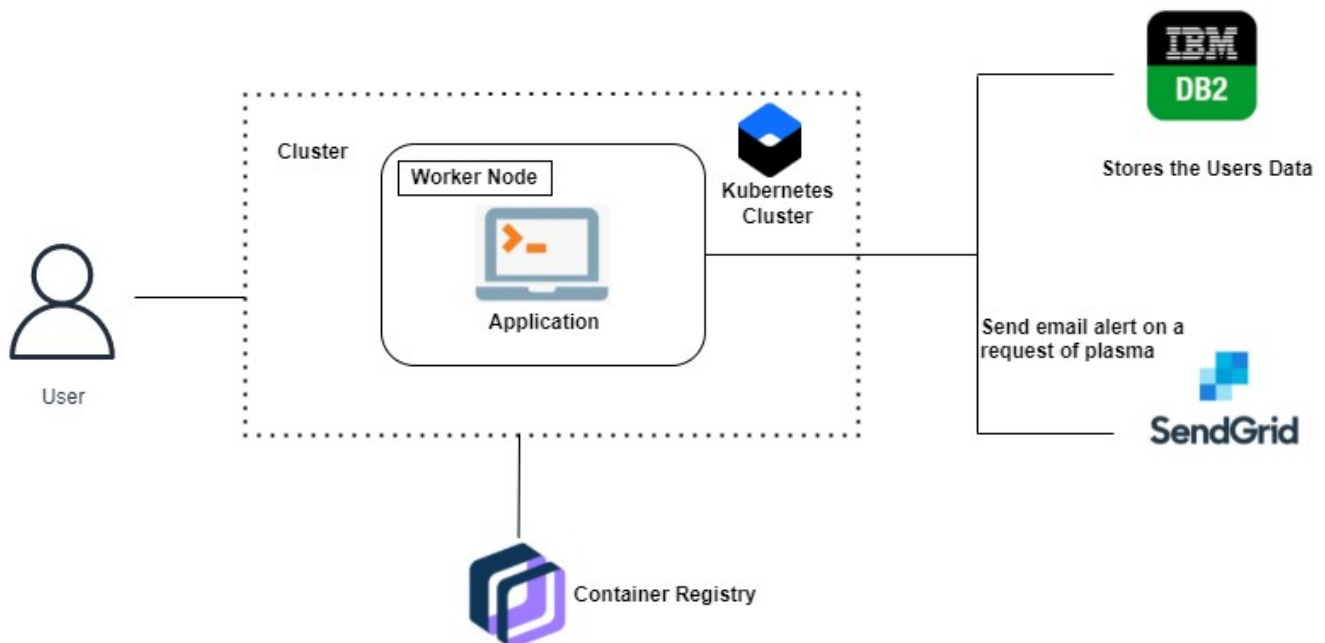 IBM
DB2
Stores the Users Data
Cluster
Worker Node
Kubernetes
Cluster
Application
User
Send email alert on a
request of plasma
SendGrid
Container Registry